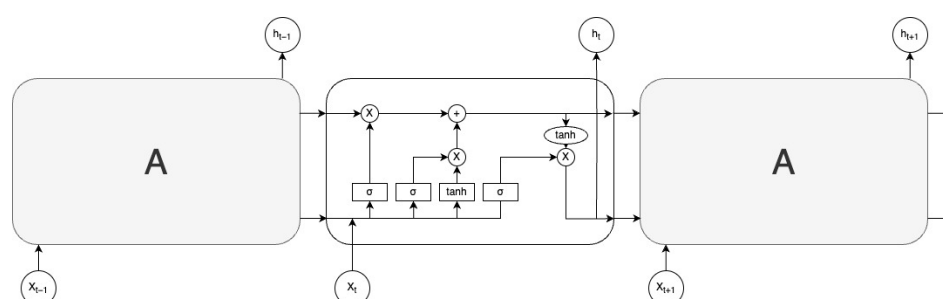 h_{t-1}
h_t
h_{t+1}
X
+
tanh
A
X
X
A
σ
σ
tanh
σ
X_{t-1}
X_t
X_{t+1}